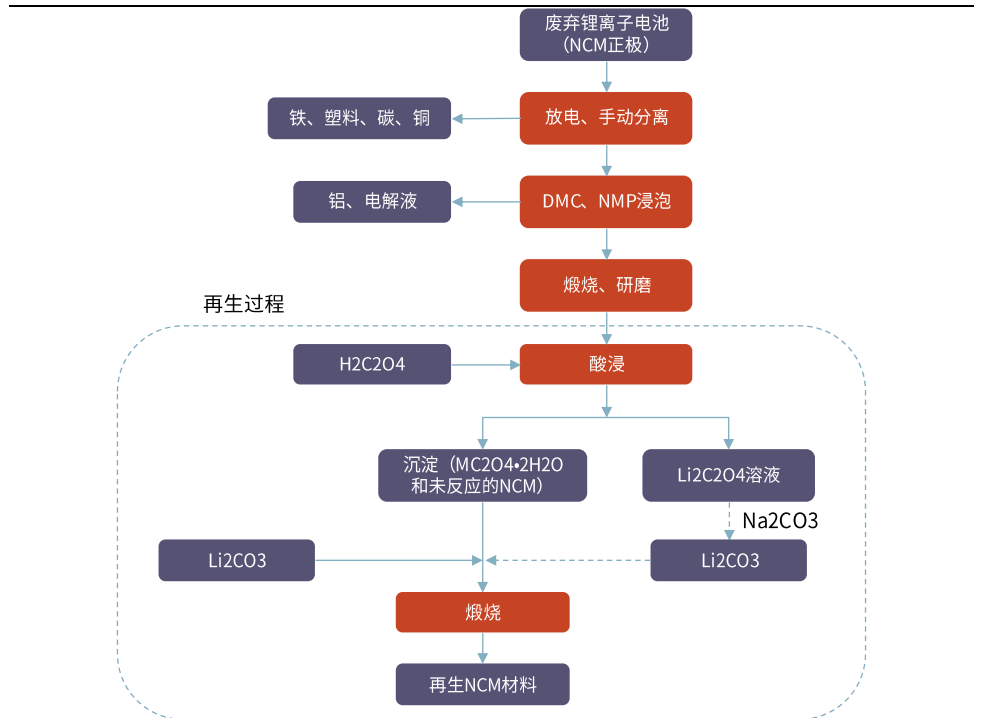 废弃锂离子电池
（NCM正极）
放电、手动分离
铁、塑料、碳、铜
DMC、NMP浸泡
铝、电解液
煅烧、研磨
再生过程
H2C2O4
酸浸
沉淀（MC2O4•2H2O
和未反应的NCM）
Li2C2O4溶液
Na2CO3
Li2CO3
Li2CO3
煅烧
再生NCM材料